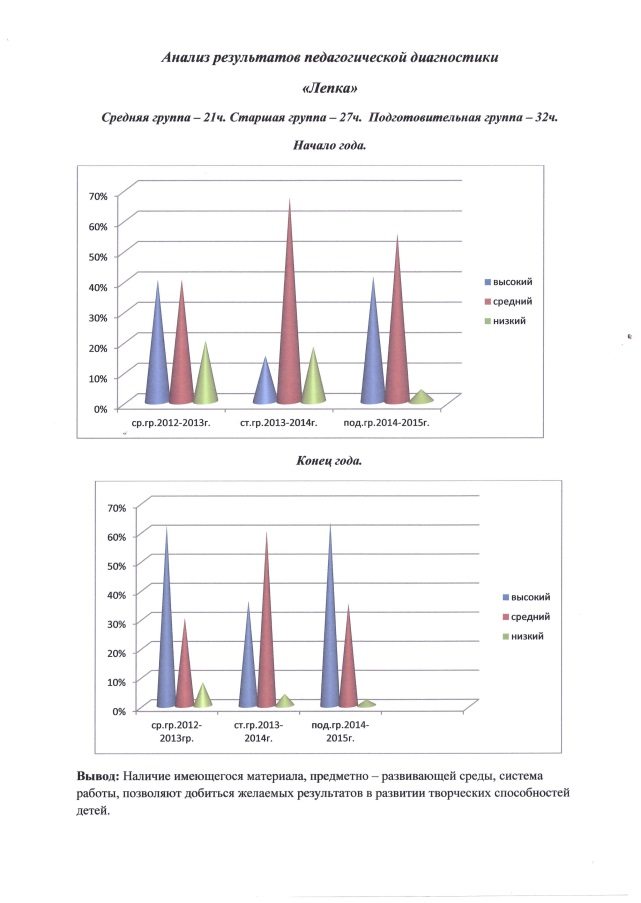 Анализ результатов педагогической диагностики
«Лепка»
Средняя группа – 21ч. Старшая группа – 27ч. Подготовительная группа – 32ч.
Начало года.
70%
60%
50%
40%
30%
20%
10%
0%
ср.гр.2012-2013г.
ст.гр.2013-2014г.
под.гр.2014-2015г.
высокий
средний
низкий
Конец года.
70%
60%
50%
40%
30%
20%
10%
0%
ср.гр.2012-
2013гр.
ст.гр.2013-
2014г.
под.гр.2014-
2015г.
высокий
средний
низкий
Вывод: Наличие имеющегося материала, предметно – развивающей среды, система
работы, позволяют добиться желаемых результатов в развитии творческих способностей
детей.